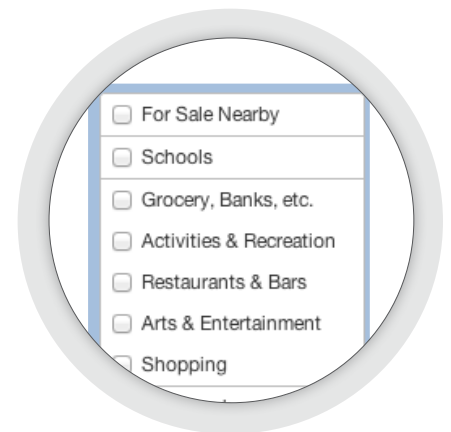 For Sale Nearby
Schools
Grocery, Banks, etc.
Activities & Recreation
Restaurants & Bars
Arts & Entertainment
Shopping